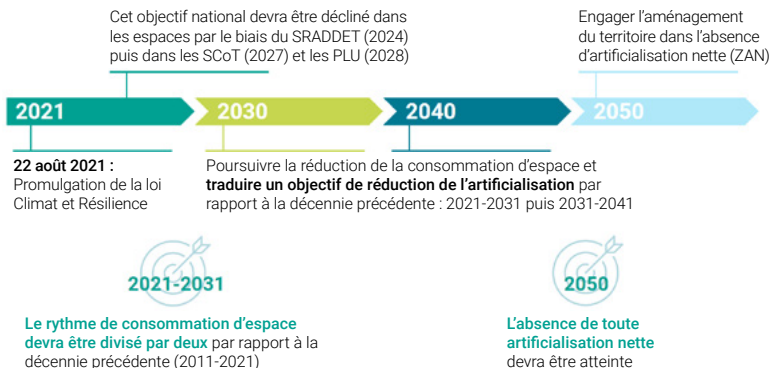 Cet objectif national devra être décliné dans
les espaces par le biais du SRADDET (2024)
puis dans les SCoT (2027) et les PLU (2028)
Engager l’aménagement
du territoire dans l’absence
d’artificialisation nette (ZAN)
2021
2030
2040
2050
22 août 2021 :
Promulgation de la loi
Climat et Résilience
Poursuivre la réduction de la consommation d’espace et
traduire un objectif de réduction de l’artificialisation par
rapport à la décennie précédente : 2021-2031 puis 2031-2041
2021-2031
Le rythme de consommation d’espace
devra être divisé par deux par rapport à la
décennie précédente (2011-2021)
2050
L’absence de toute
artificialisation nette
devra être atteinte